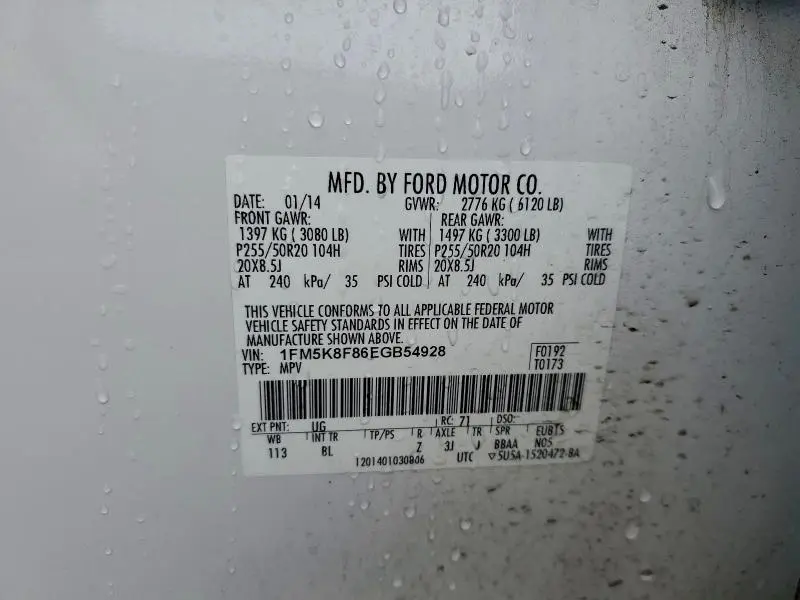 MFD. BY FORD MOTOR CO.
DATE: 01/14 GVWR: 2776 KG ( 6120 LB)
FRONT GAWR: REAR GAWR:
1397 KG ( 3080 LB) WITH 1497 KG ( 3300 LB) WITH
P255/50R20 104H TIRES P255/50R20 104H TIRES
20X8.5J RIMS 20X8.5J RIMS
AT 240 kPa/ 35 PSI COLD AT 240 kPa/ 35 PSI COLD
THIS VEHICLE CONFORMS TO ALL APPLICABLE FEDERAL MOTOR
VEHICLE SAFETY STANDARDS IN EFFECT ON THE DATE OF
MANUFACTURE SHOWN ABOVE.
VIN: 1FM5K8F86EGB54928 F0192
TYPE: MPV T0173
EXT PNT: UG RC: 71 DSO:
WB INT TR TP/PS R AXLE TR SPR EUBTS
113 BL Z 3J J BBAA N05
1201401030806 UTC 5U5A-1520472-BA